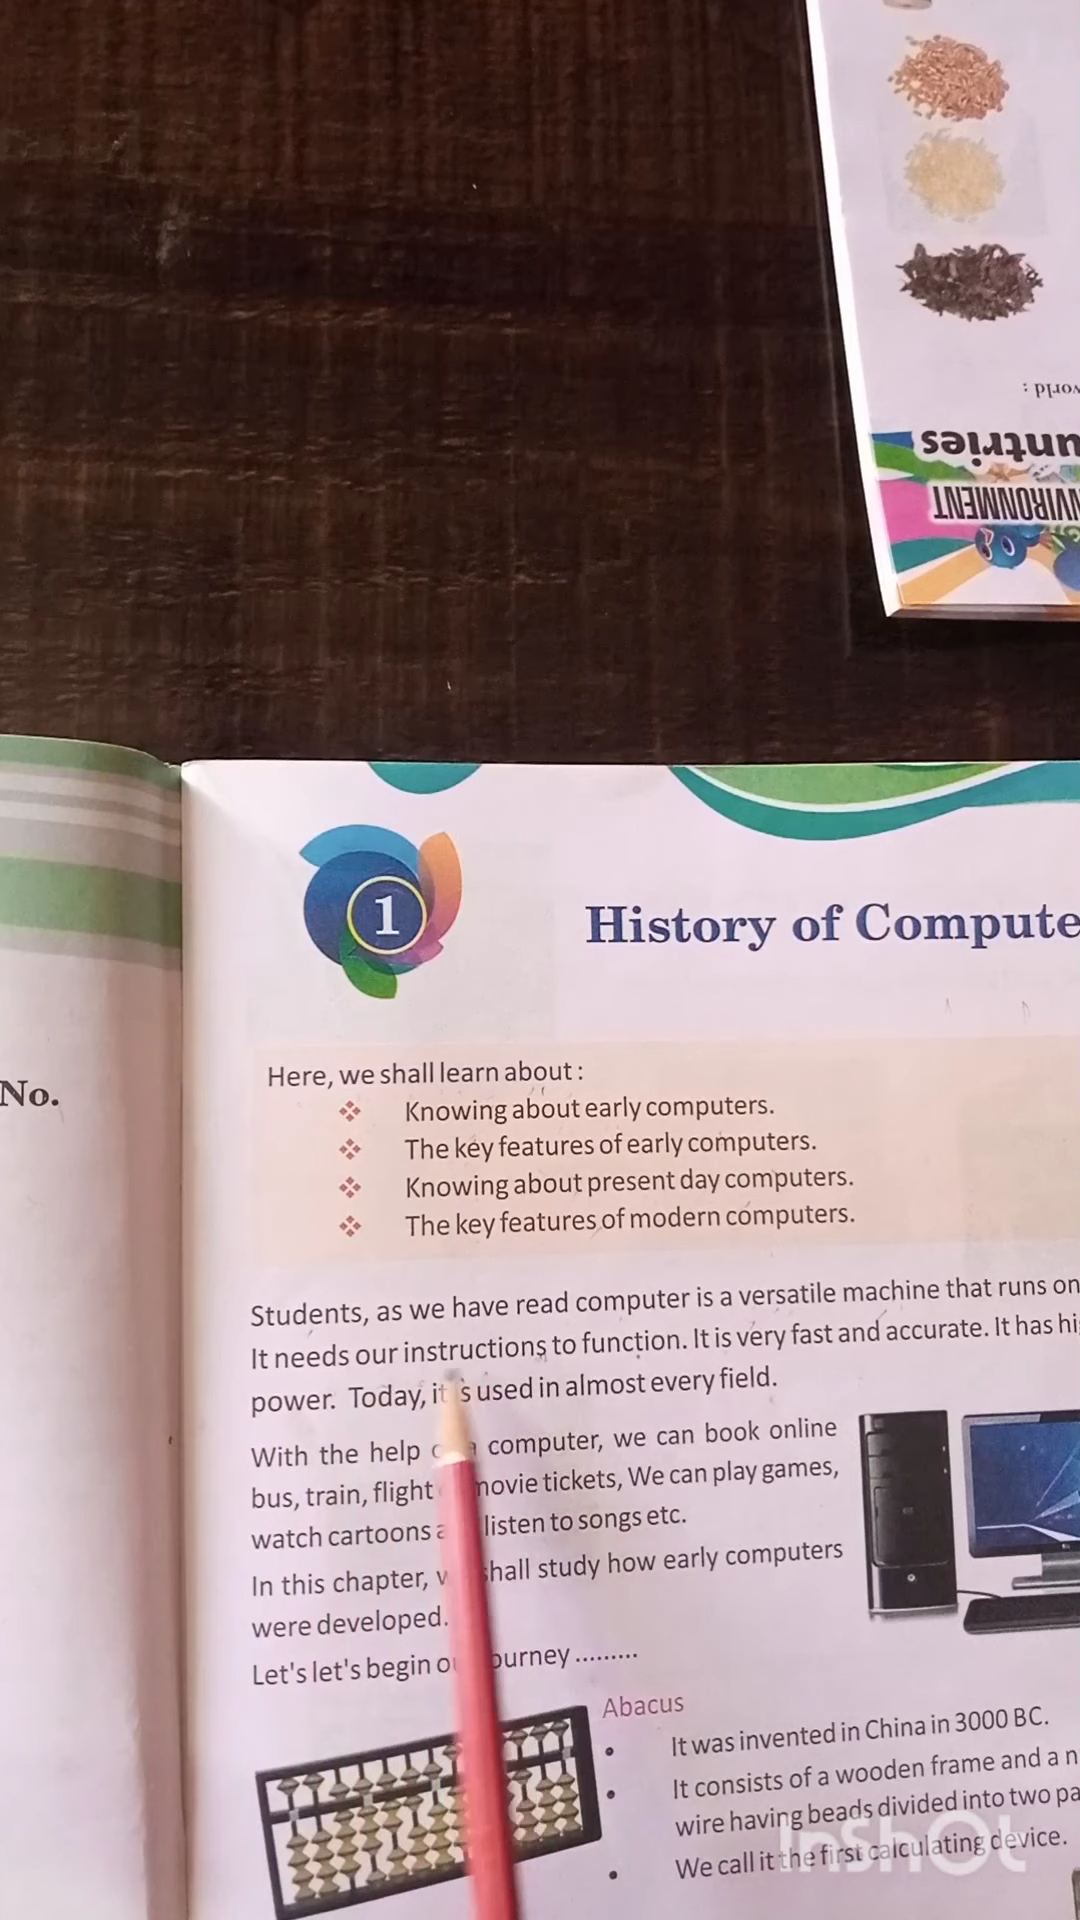 world :
untries
NVIRONMENT
1
History of Compute
No.
Here, we shall learn about :
Knowing about early computers.
The key features of early computers.
Knowing about present day computers.
The key features of modern computers.
Students, as we have read computer is a versatile machine that runs on
It needs our instructions to function. It is very fast and accurate. It has hi
power. Today, it is used in almost every field.
With the help a computer, we can book online
bus, train, flight movie tickets, We can play games,
watch cartoons listen to songs etc.
In this chapter, shall study how early computers
were developed.
Let's let's begin journey .........
Abacus
It was invented in China in 3000 BC.
It consists of a wooden frame and a n
wire having beads divided into two pa
We call it the first calculating device.
InShOt